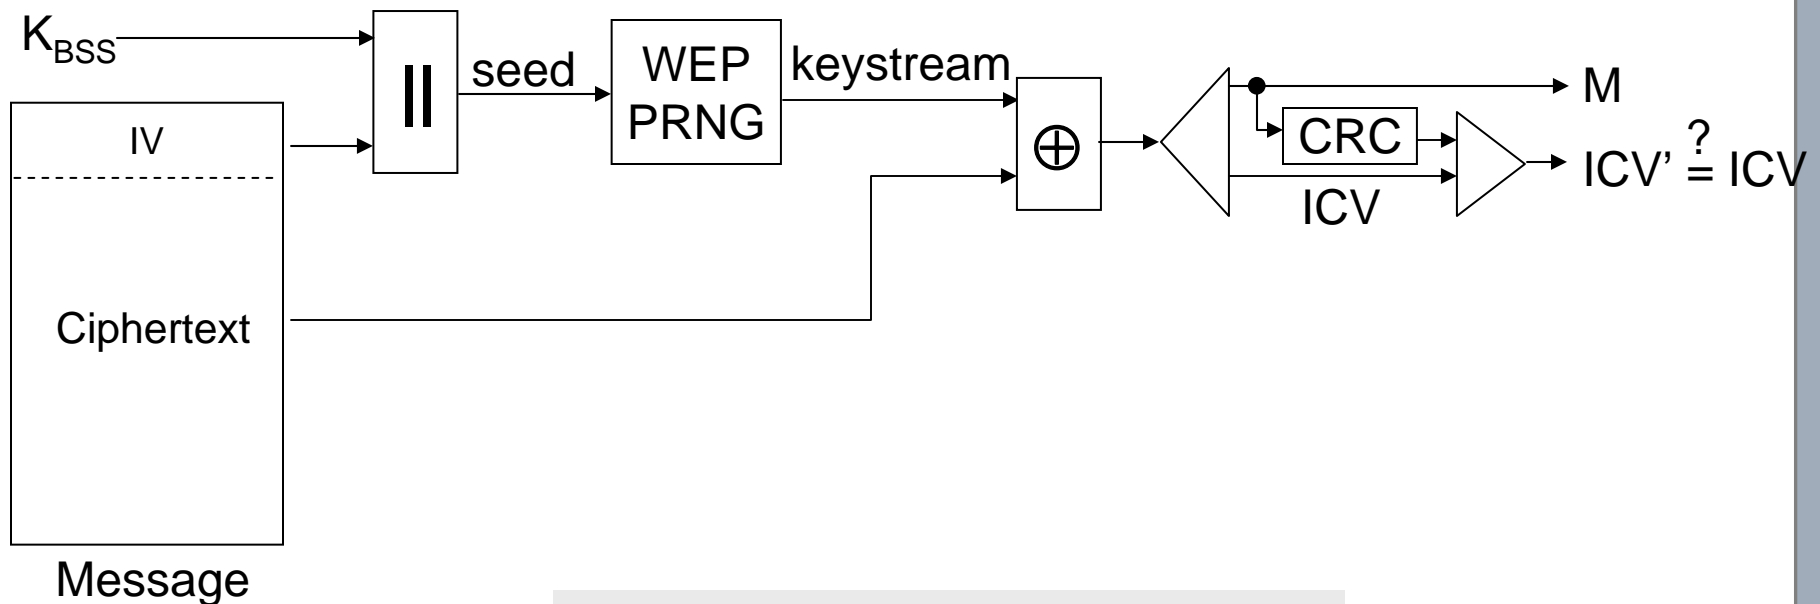 K_BSS
||
seed
WEP
PRNG
keystream
⊕
M
CRC
ICV' ?= ICV
ICV
IV
Ciphertext
Message